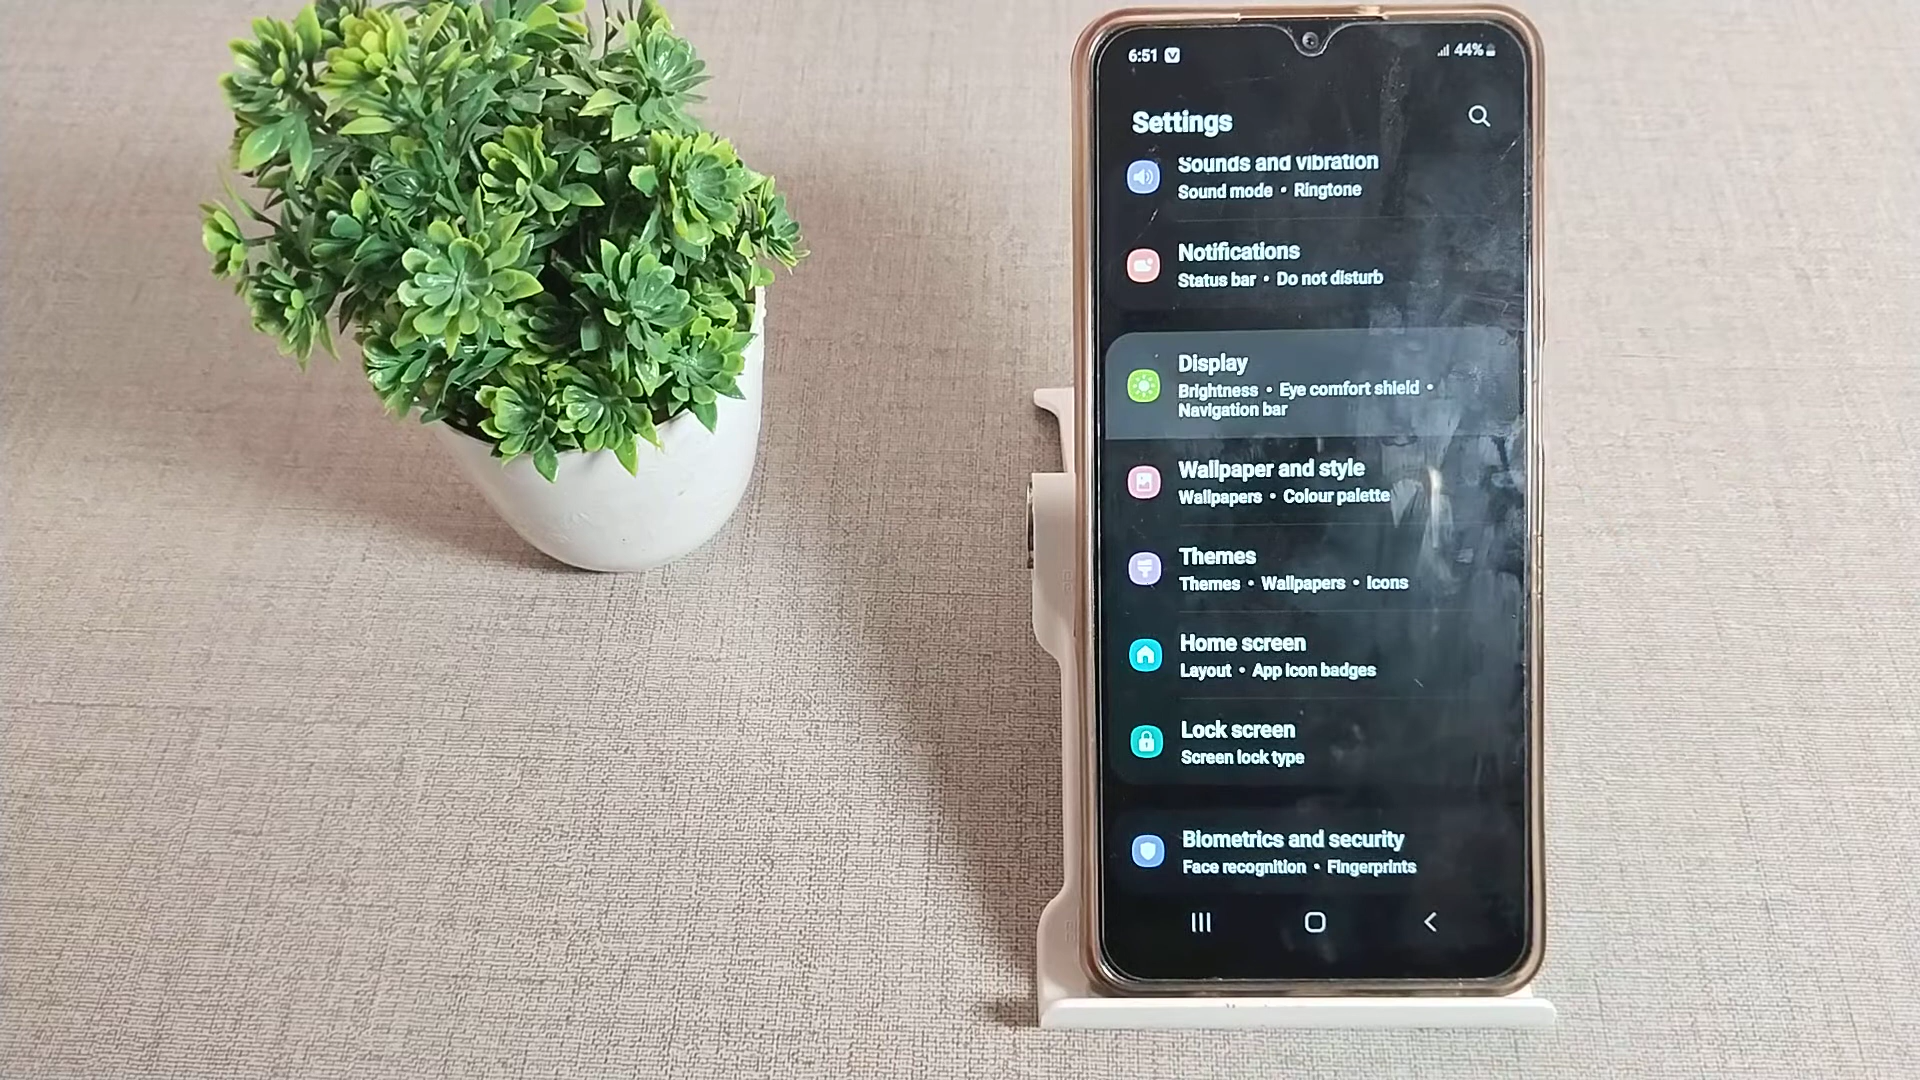 6:51
44%
Settings
Sounds and vibration
Sound mode • Ringtone
Notifications
Status bar • Do not disturb
Display
Brightness • Eye comfort shield •
Navigation bar
Wallpaper and style
Wallpapers • Colour palette
Themes
Themes • Wallpapers • Icons
Home screen
Layout • App icon badges
Lock screen
Screen lock type
Biometrics and security
Face recognition • Fingerprints